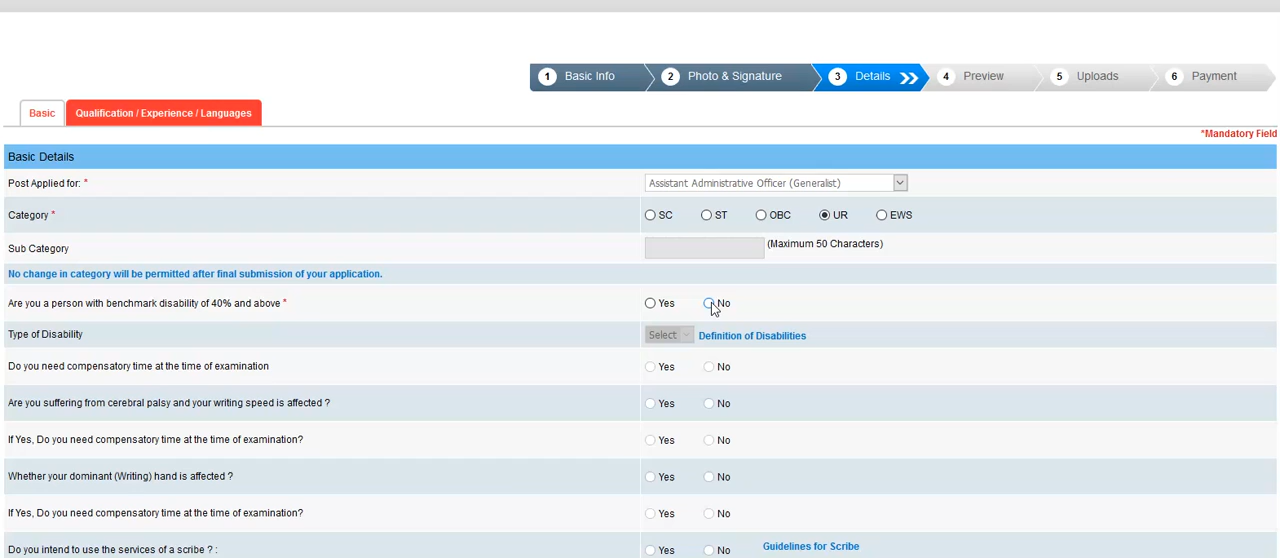 1 Basic Info 2 Photo & Signature 3 Details 4 Preview 5 Uploads 6 Payment
Basic Qualification / Experience / Languages
*Mandatory Field
Basic Details
Post Applied for: * Assistant Administrative Officer (Generalist)
Category * SC ST OBC UR EWS
Sub Category (Maximum 50 Characters)
No change in category will be permitted after final submission of your application.
Are you a person with benchmark disability of 40% and above * Yes No
Type of Disability Select Definition of Disabilities
Do you need compensatory time at the time of examination Yes No
Are you suffering from cerebral palsy and your writing speed is affected ? Yes No
If Yes, Do you need compensatory time at the time of examination? Yes No
Whether your dominant (Writing) hand is affected ? Yes No
If Yes, Do you need compensatory time at the time of examination? Yes No
Do you intend to use the services of a scribe ? : Yes No Guidelines for Scribe